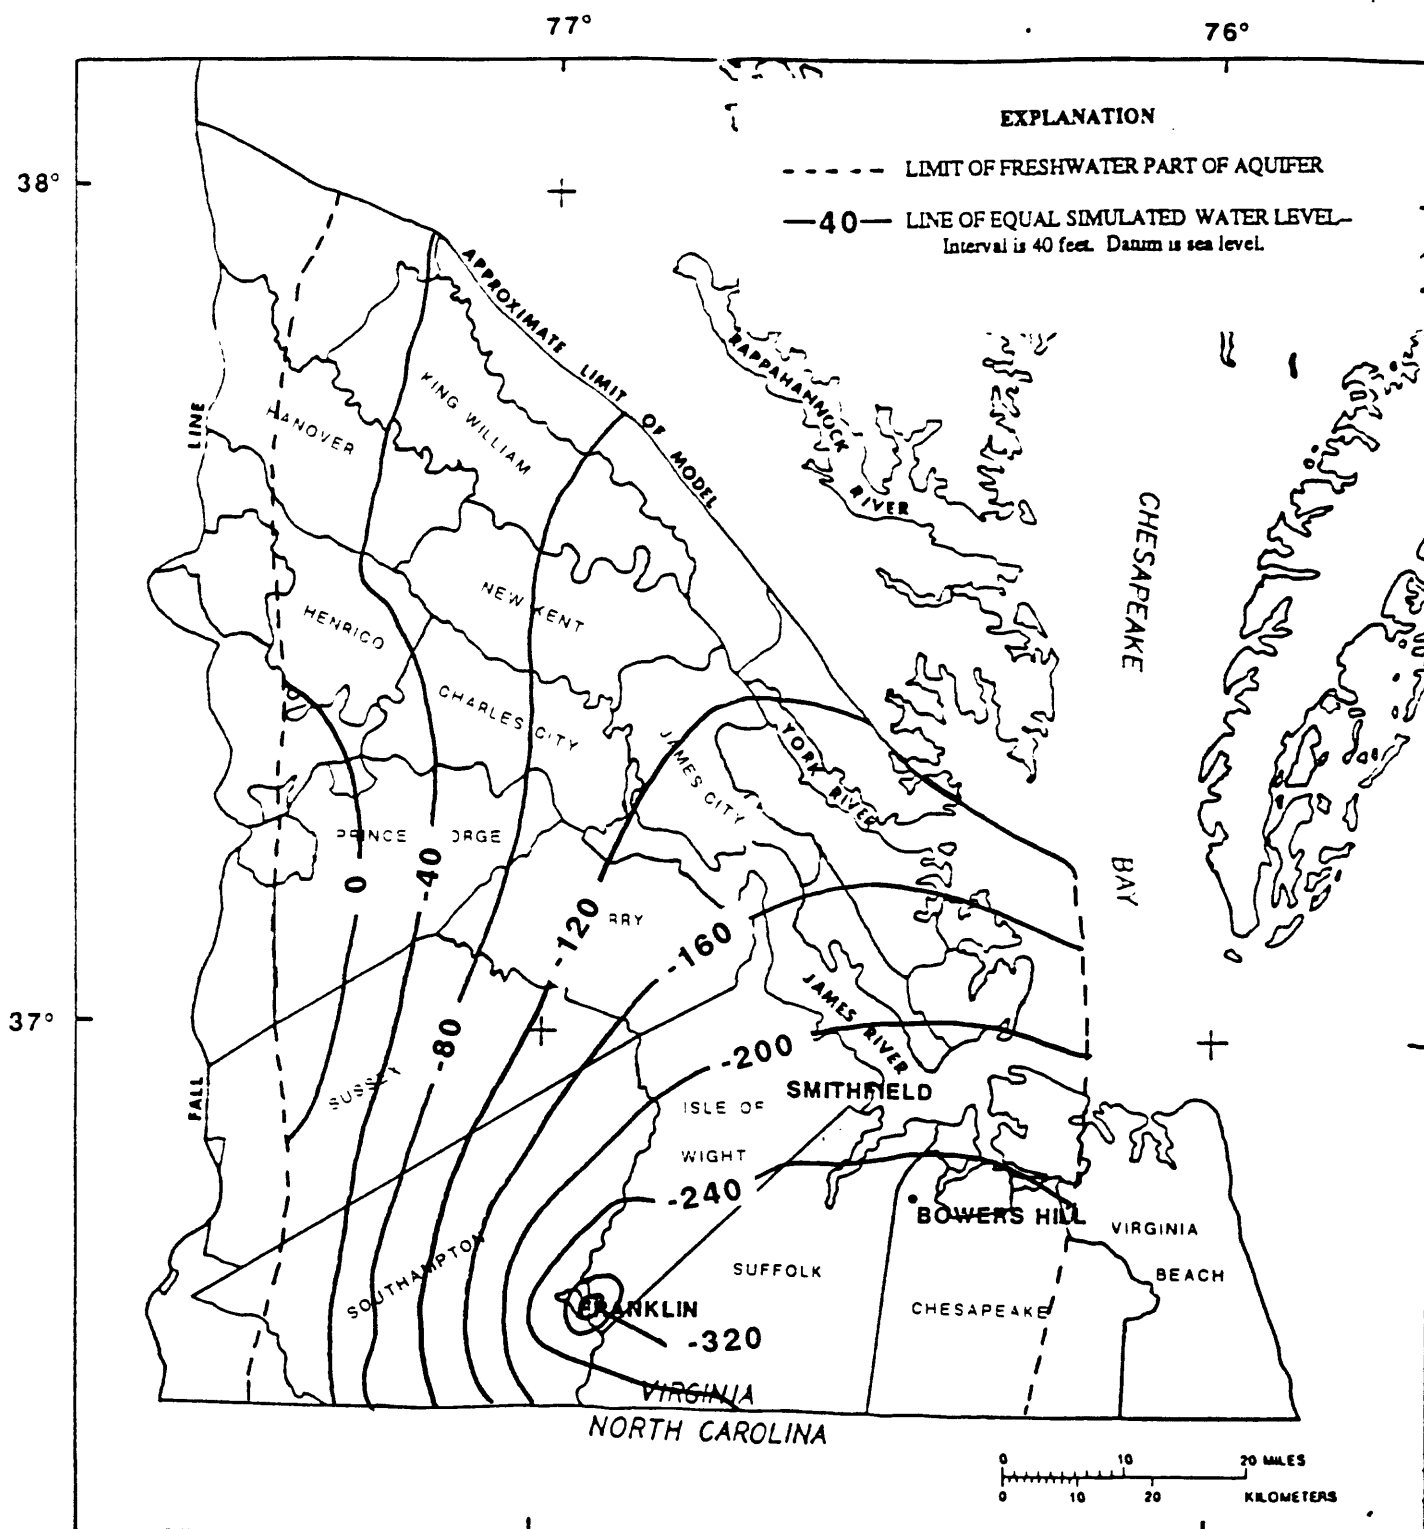 77°
76°
38°
37°
EXPLANATION
LIMIT OF FRESHWATER PART OF AQUIFER
—40— LINE OF EQUAL SIMULATED WATER LEVEL—
Interval is 40 feet. Datum is sea level.
APPROXIMATE LIMIT OF MODEL
RAPPAHANNOCK
RIVER
CHESAPEAKE
BAY
FALL
LINE
HANOVER
KING WILLIAM
NEW KENT
HENRICO
CHARLES CITY
JAMES CITY
YORK RIVER
PRINCE ORGE
RRY
0
-40
-80
-120
-160
-200
-240
-320
JAMES RIVER
SUSSEX
ISLE OF
WIGHT
SMITHFIELD
BOWERS HILL
VIRGINIA
BEACH
SOUTHAMPTON
SUFFOLK
CHESAPEAKE
FRANKLIN
VIRGINIA
NORTH CAROLINA
0 10 20 MILES
0 10 20 KILOMETERS